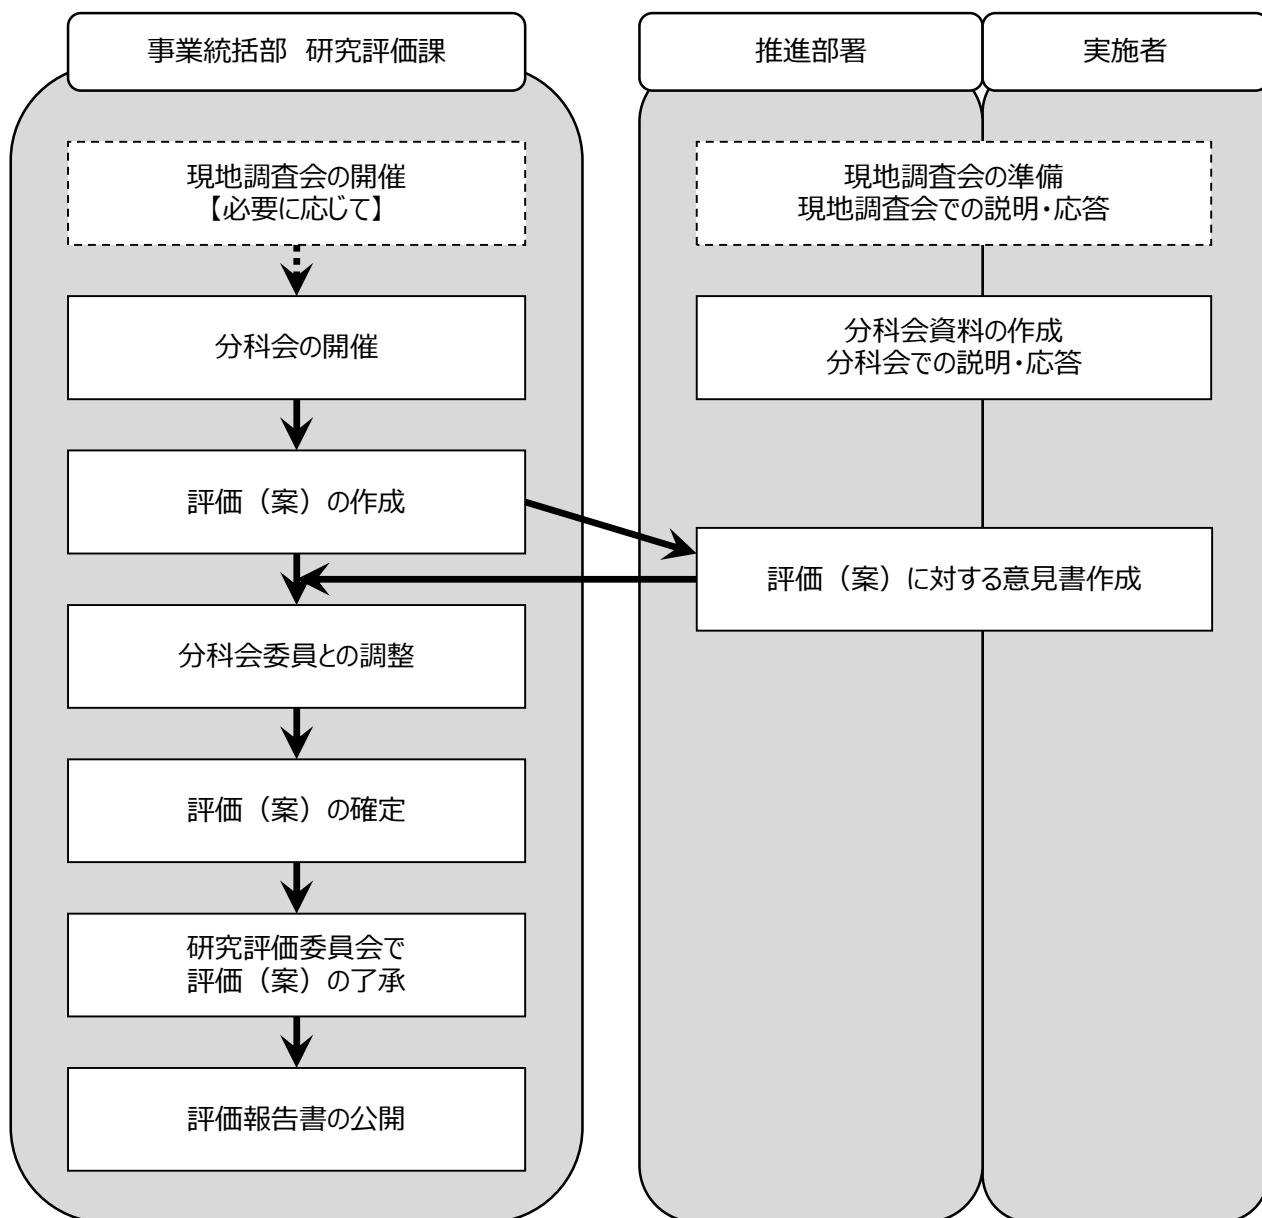 事業統括部 研究評価課
推進部署
実施者
現地調査会の開催
【必要に応じて】
現地調査会の準備
現地調査会での説明・応答
分科会の開催
分科会資料の作成
分科会での説明・応答
評価（案）の作成
評価（案）に対する意見書作成
分科会委員との調整
評価（案）の確定
研究評価委員会で
評価（案）の了承
評価報告書の公開